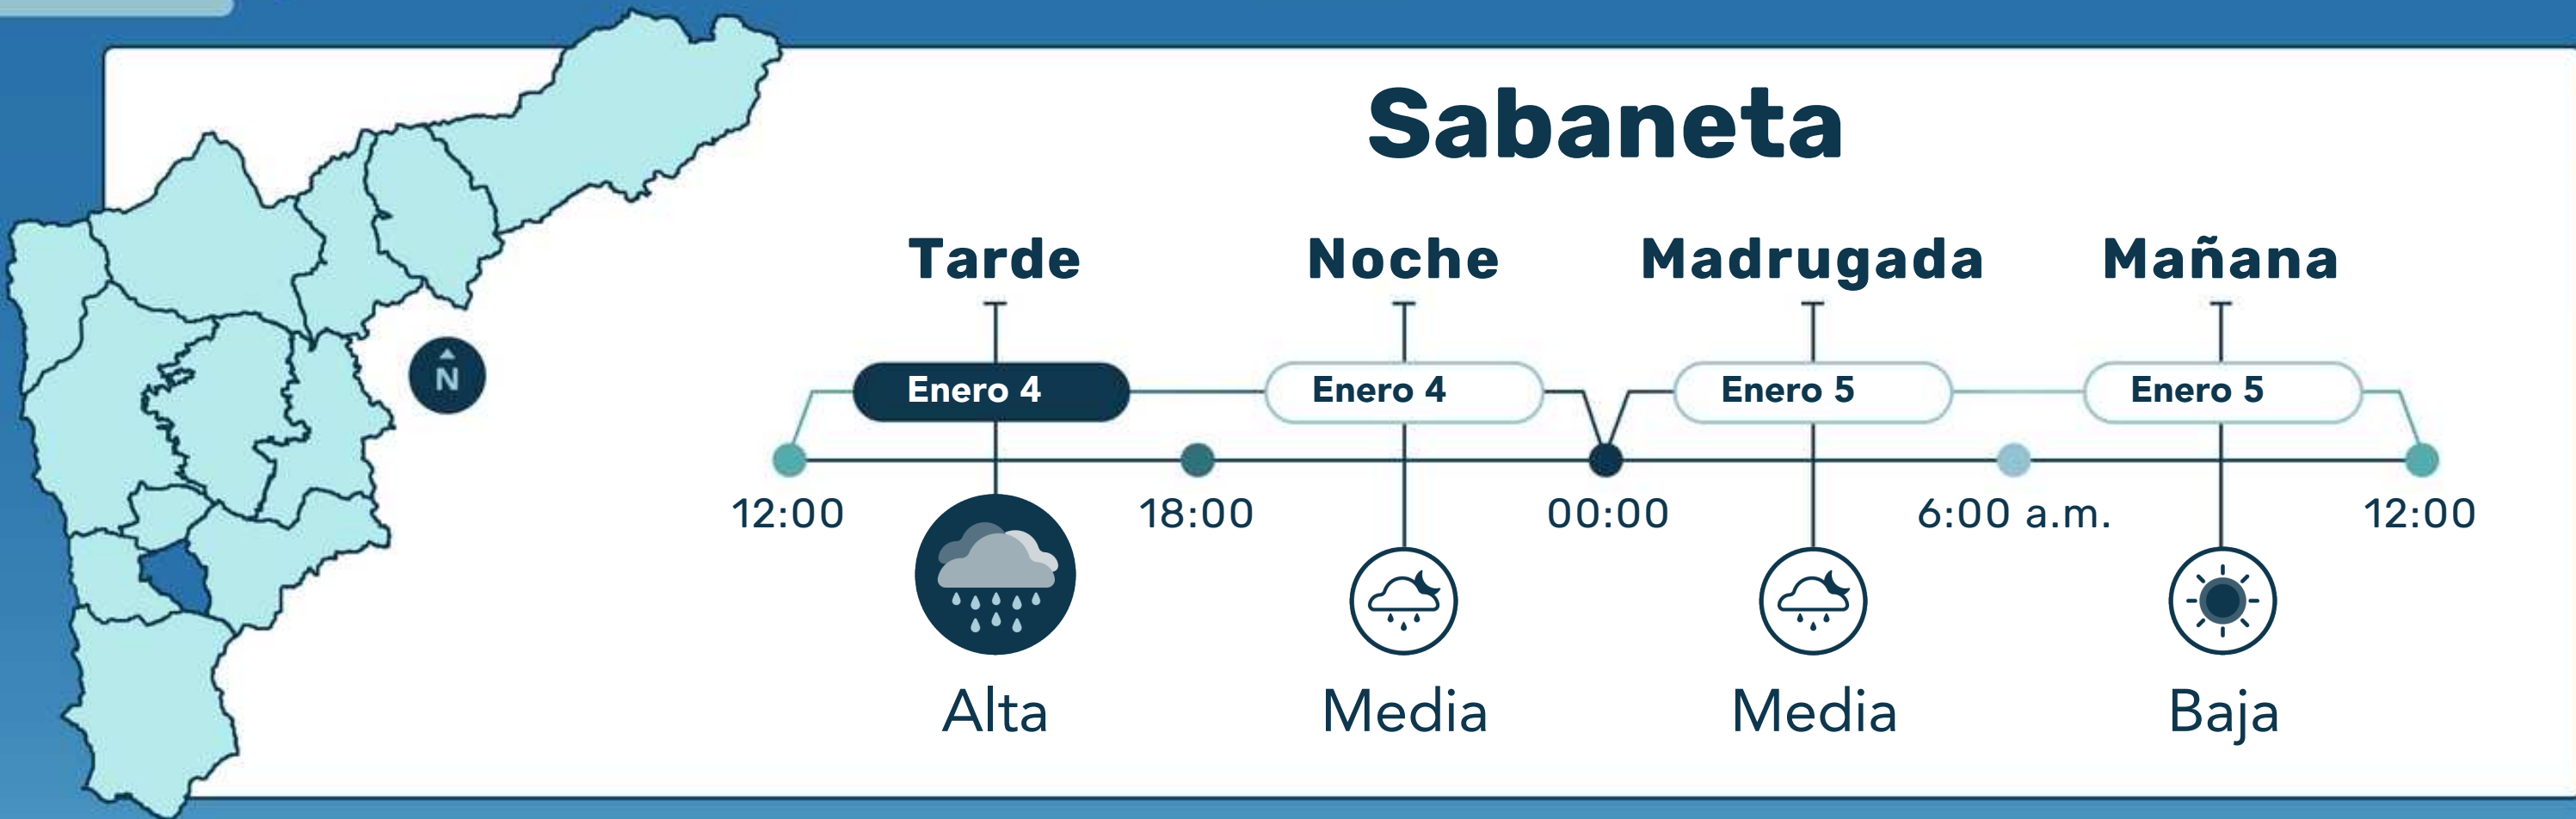 Sabaneta
Tarde Noche Madrugada Mañana
Enero 4 Enero 4 Enero 5 Enero 5
N
12:00 18:00 00:00 6:00 a.m. 12:00
Alta Media Media Baja